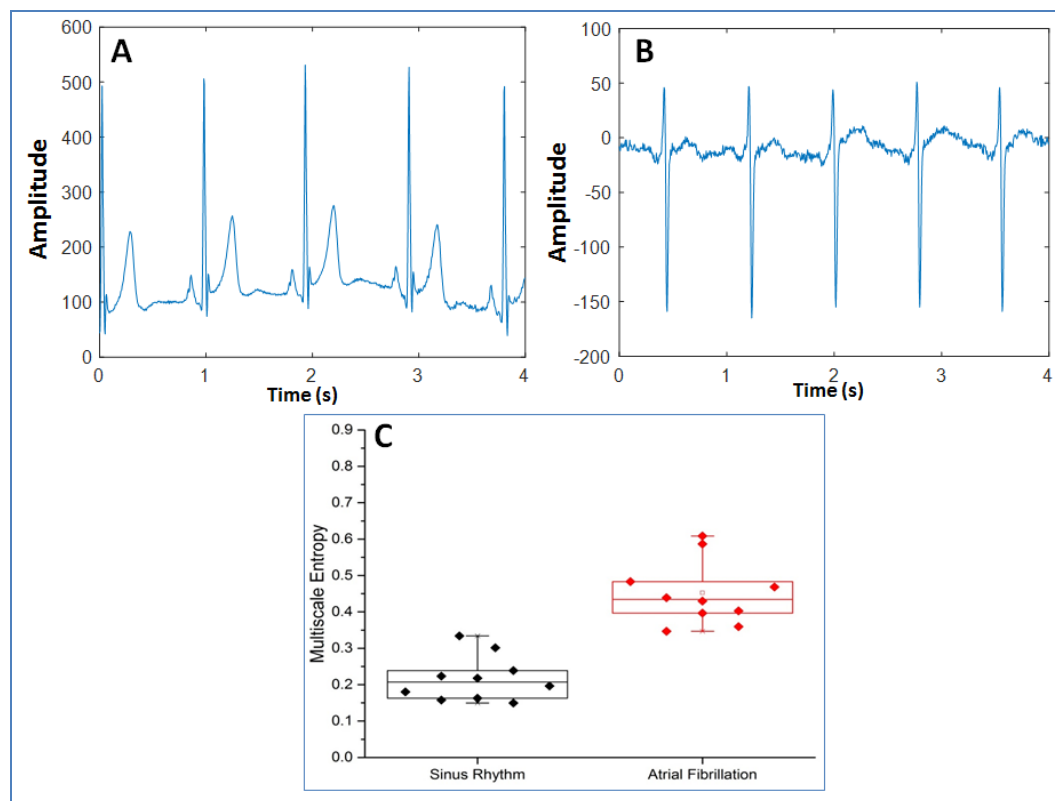 A
600
500
400
300
200
100
0
Amplitude
0 1 2 3 4
Time (s)
B
100
50
0
-50
-100
-150
-200
Amplitude
0 1 2 3 4
Time (s)
C
0.9
0.8
0.7
0.6
0.5
0.4
0.3
0.2
0.1
0.0
Multiscale Entropy
Sinus Rhythm Atrial Fibrillation